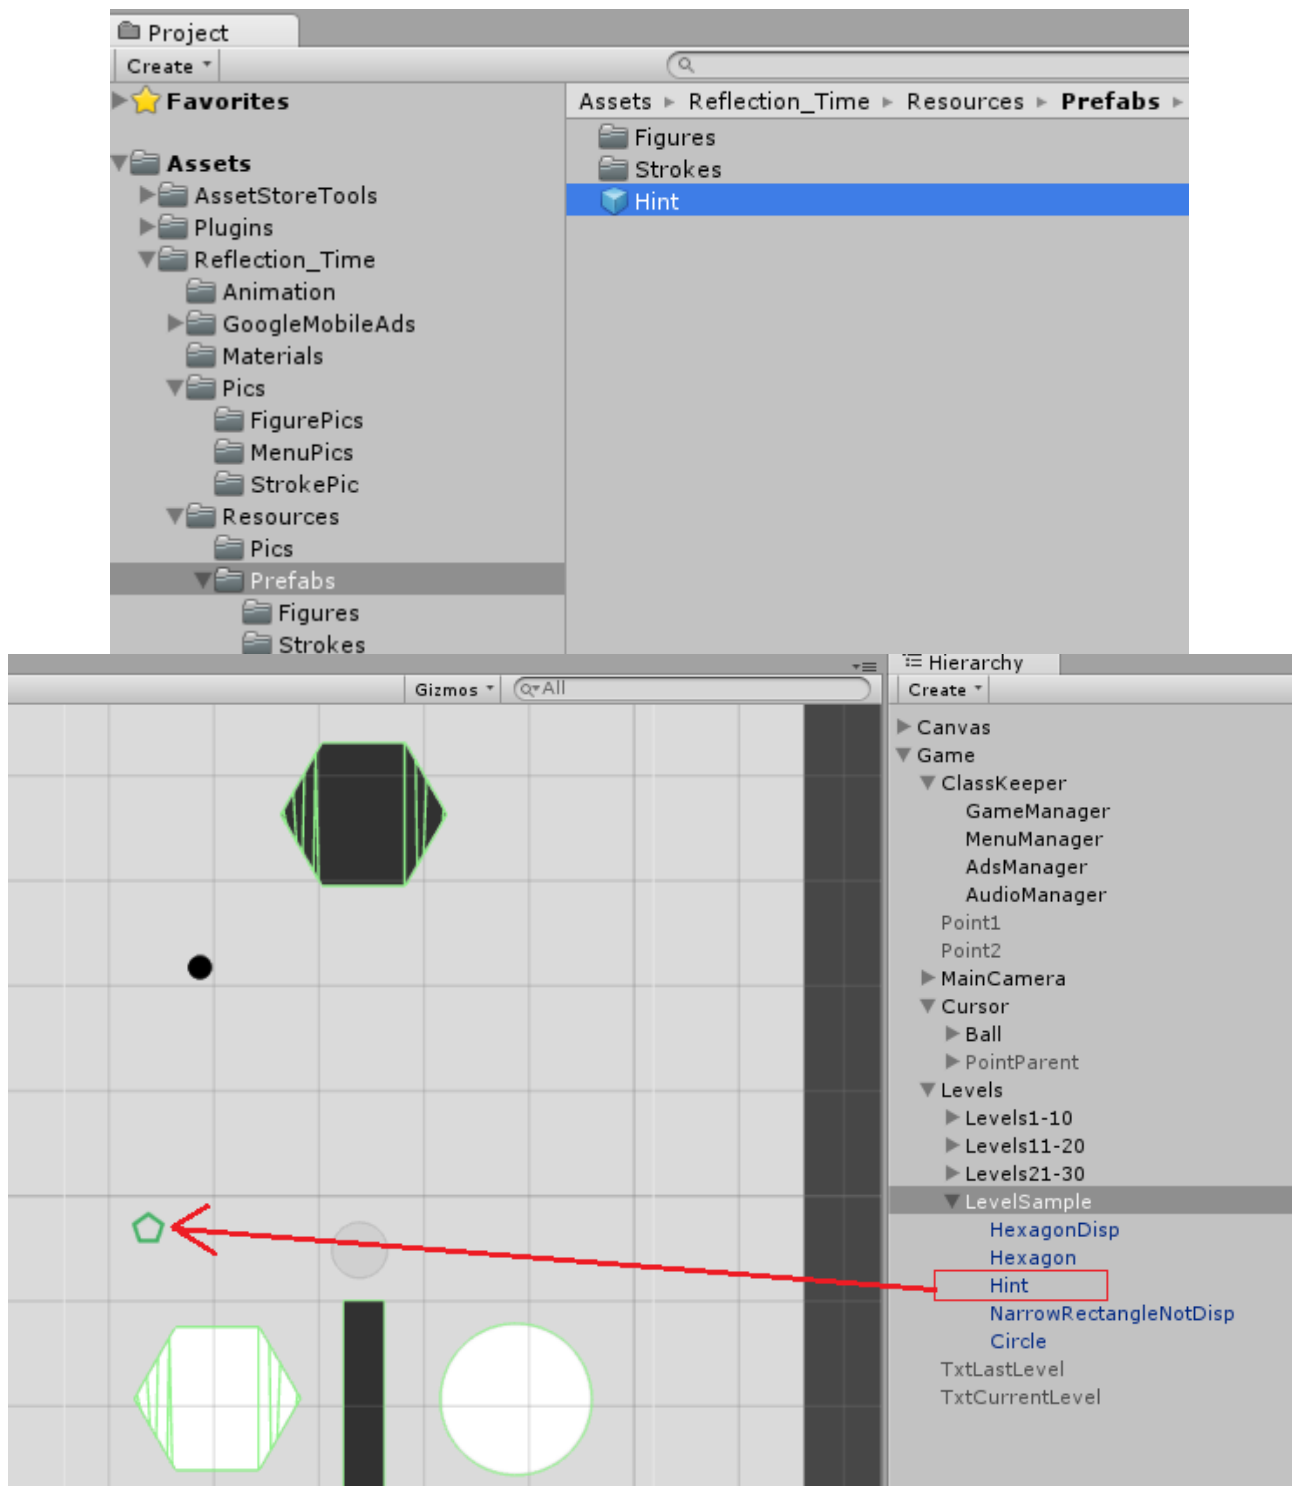 Project
Create
Favorites
Assets
AssetStoreTools
Plugins
Reflection_Time
Animation
GoogleMobileAds
Materials
Pics
FigurePics
MenuPics
StrokePic
Resources
Pics
Prefabs
Figures
Strokes
Assets Reflection_Time Resources Prefabs
Figures
Strokes
Hint
Gizmos All
Hierarchy
Create
Canvas
Game
ClassKeeper
GameManager
MenuManager
AdsManager
AudioManager
Point1
Point2
MainCamera
Cursor
Ball
PointParent
Levels
Levels1-10
Levels11-20
Levels21-30
LevelSample
HexagonDisp
Hexagon
Hint
NarrowRectangleNotDisp
Circle
TxtLastLevel
TxtCurrentLevel